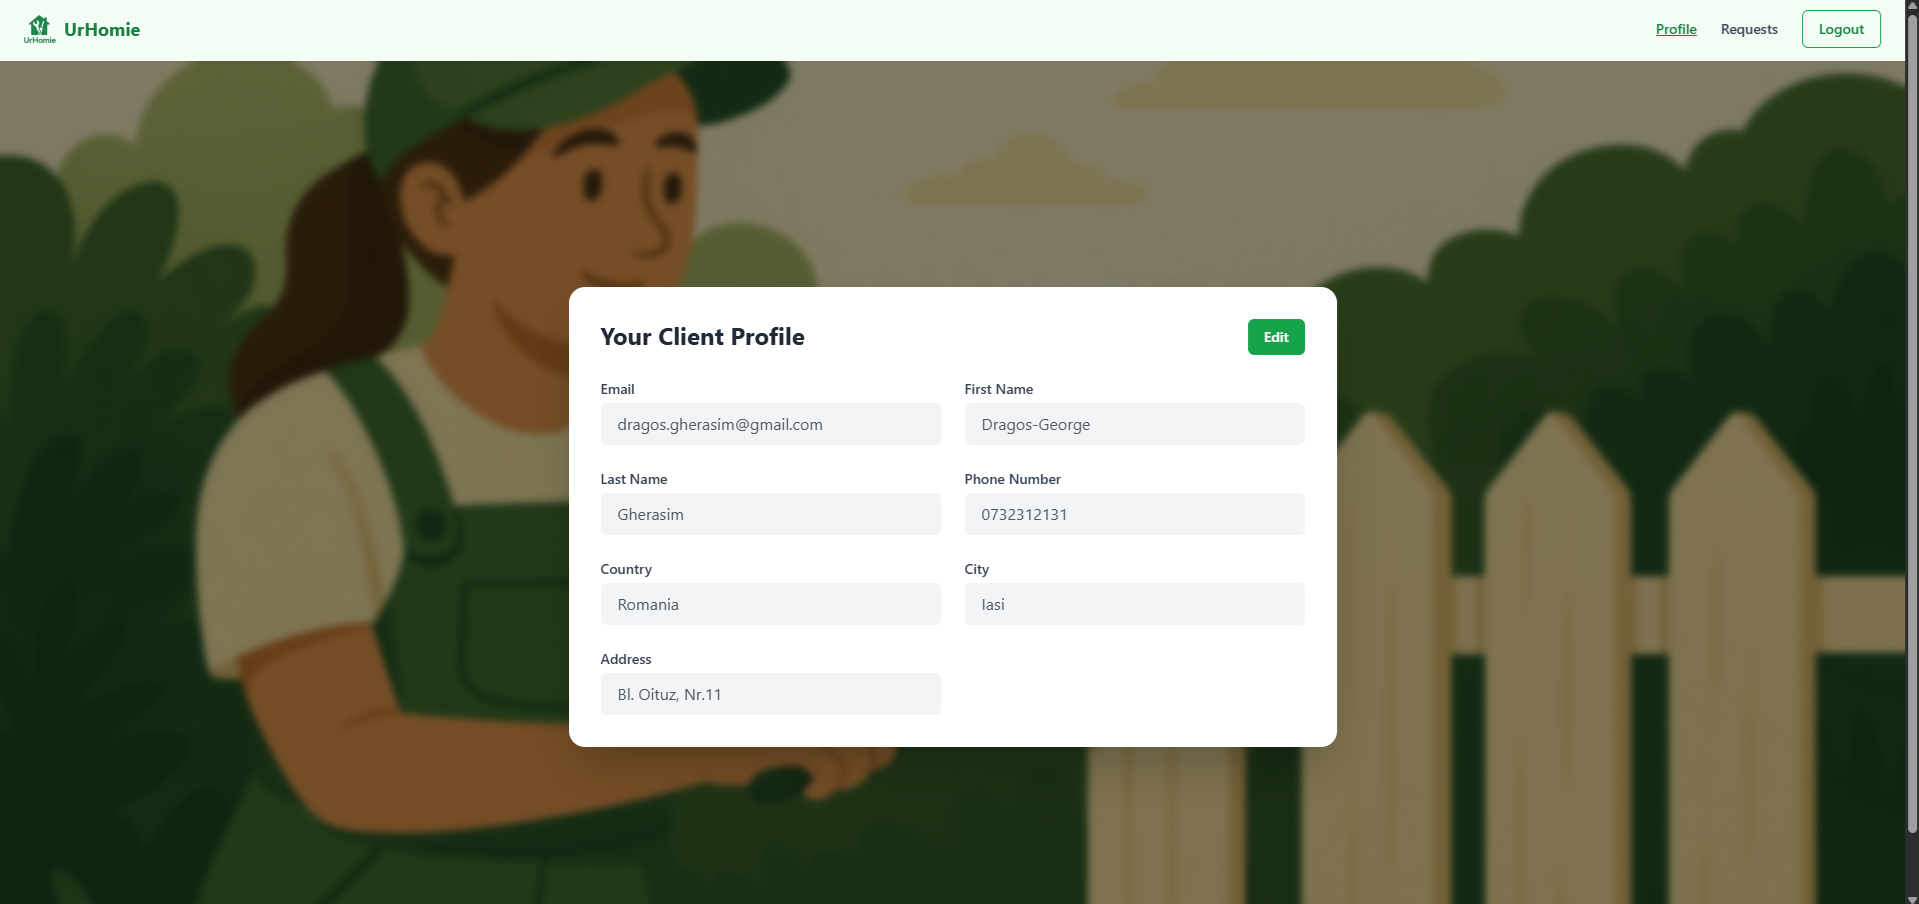 UrHomie
UrHomie
Profile
Requests
Logout
Your Client Profile
Edit
Email
First Name
dragos.gherasim@gmail.com
Dragos-George
Last Name
Phone Number
Gherasim
0732312131
Country
City
Romania
Iasi
Address
Bl. Oituz, Nr.11